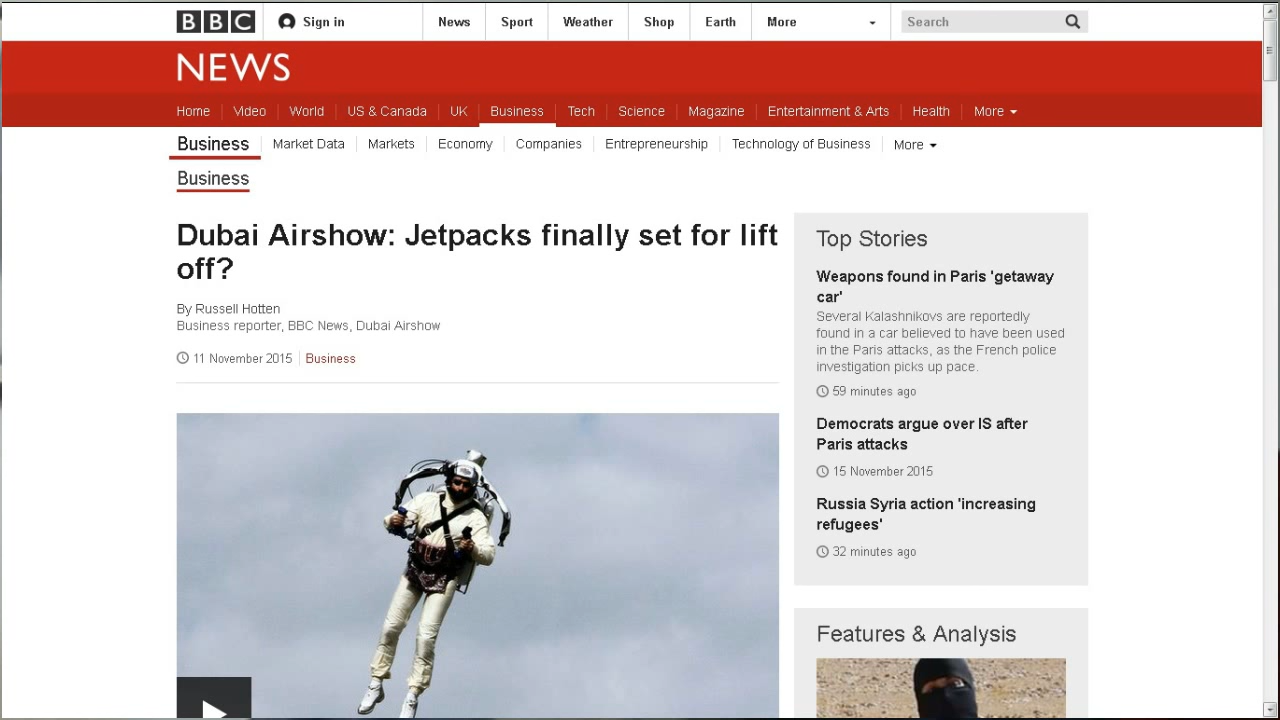 BBC Sign in News Sport Weather Shop Earth More Search
NEWS
Home Video World US & Canada UK Business Tech Science Magazine Entertainment & Arts Health More
Business Market Data Markets Economy Companies Entrepreneurship Technology of Business More
Business
Dubai Airshow: Jetpacks finally set for lift
off?
By Russell Hotten
Business reporter, BBC News, Dubai Airshow
11 November 2015 Business
Top Stories
Weapons found in Paris 'getaway
car'
Several Kalashnikovs are reportedly
found in a car believed to have been used
in the Paris attacks, as the French police
investigation picks up pace.
59 minutes ago
Democrats argue over IS after
Paris attacks
15 November 2015
Russia Syria action 'increasing
refugees'
32 minutes ago
Features & Analysis